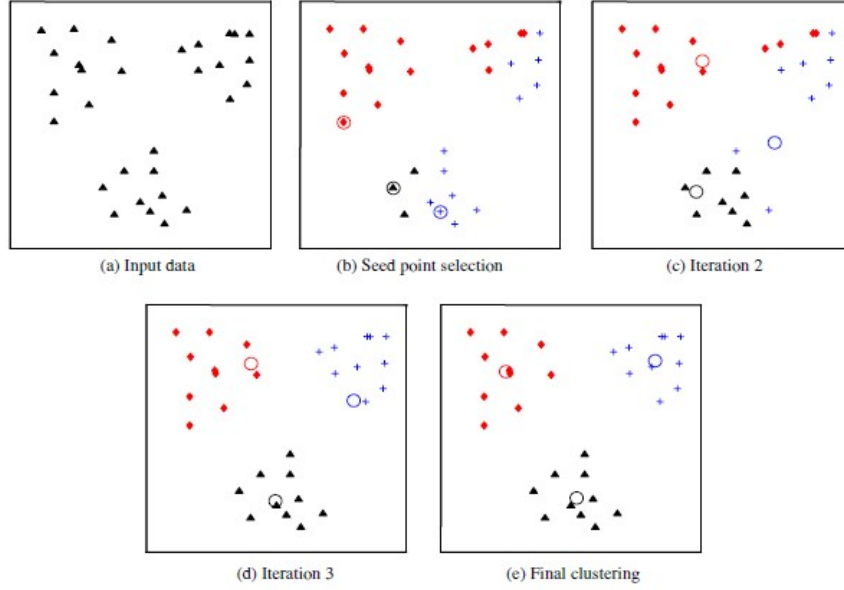 (a) Input data
(b) Seed point selection
(c) Iteration 2
(d) Iteration 3
(e) Final clustering